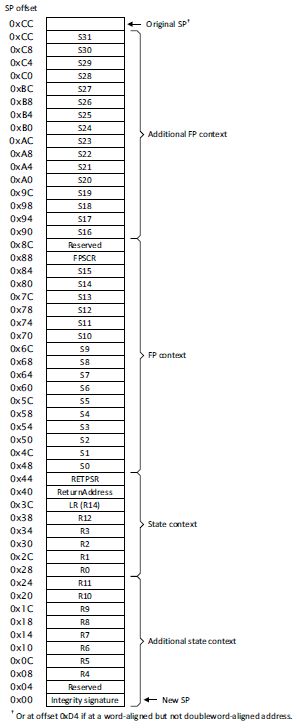 SP offset
0xCC Original SP†
0xCC S31
0xC8 S30
0xC4 S29
0xC0 S28
0xBC S27
0xB8 S26
0xB4 S25
0xB0 S24
Additional FP context
0xAC S23
0xA8 S22
0xA4 S21
0xA0 S20
0x9C S19
0x98 S18
0x94 S17
0x90 S16
0x8C Reserved
0x88 FPSCR
0x84 S15
0x80 S14
0x7C S13
0x78 S12
0x74 S11
0x70 S10
0x6C S9
FP context
0x68 S8
0x64 S7
0x60 S6
0x5C S5
0x58 S4
0x54 S3
0x50 S2
0x4C S1
0x48 S0
0x44 RETPSR
0x40 ReturnAddress
0x3C LR (R14)
0x38 R12
State context
0x34 R3
0x30 R2
0x2C R1
0x28 R0
0x24 R11
0x20 R10
0x1C R9
0x18 R8
0x14 R7
Additional state context
0x10 R6
0x0C R5
0x08 R4
0x04 Reserved
0x00 Integrity signature New SP
† Or at offset 0xD4 if at a word-aligned but not doubleword-aligned address.